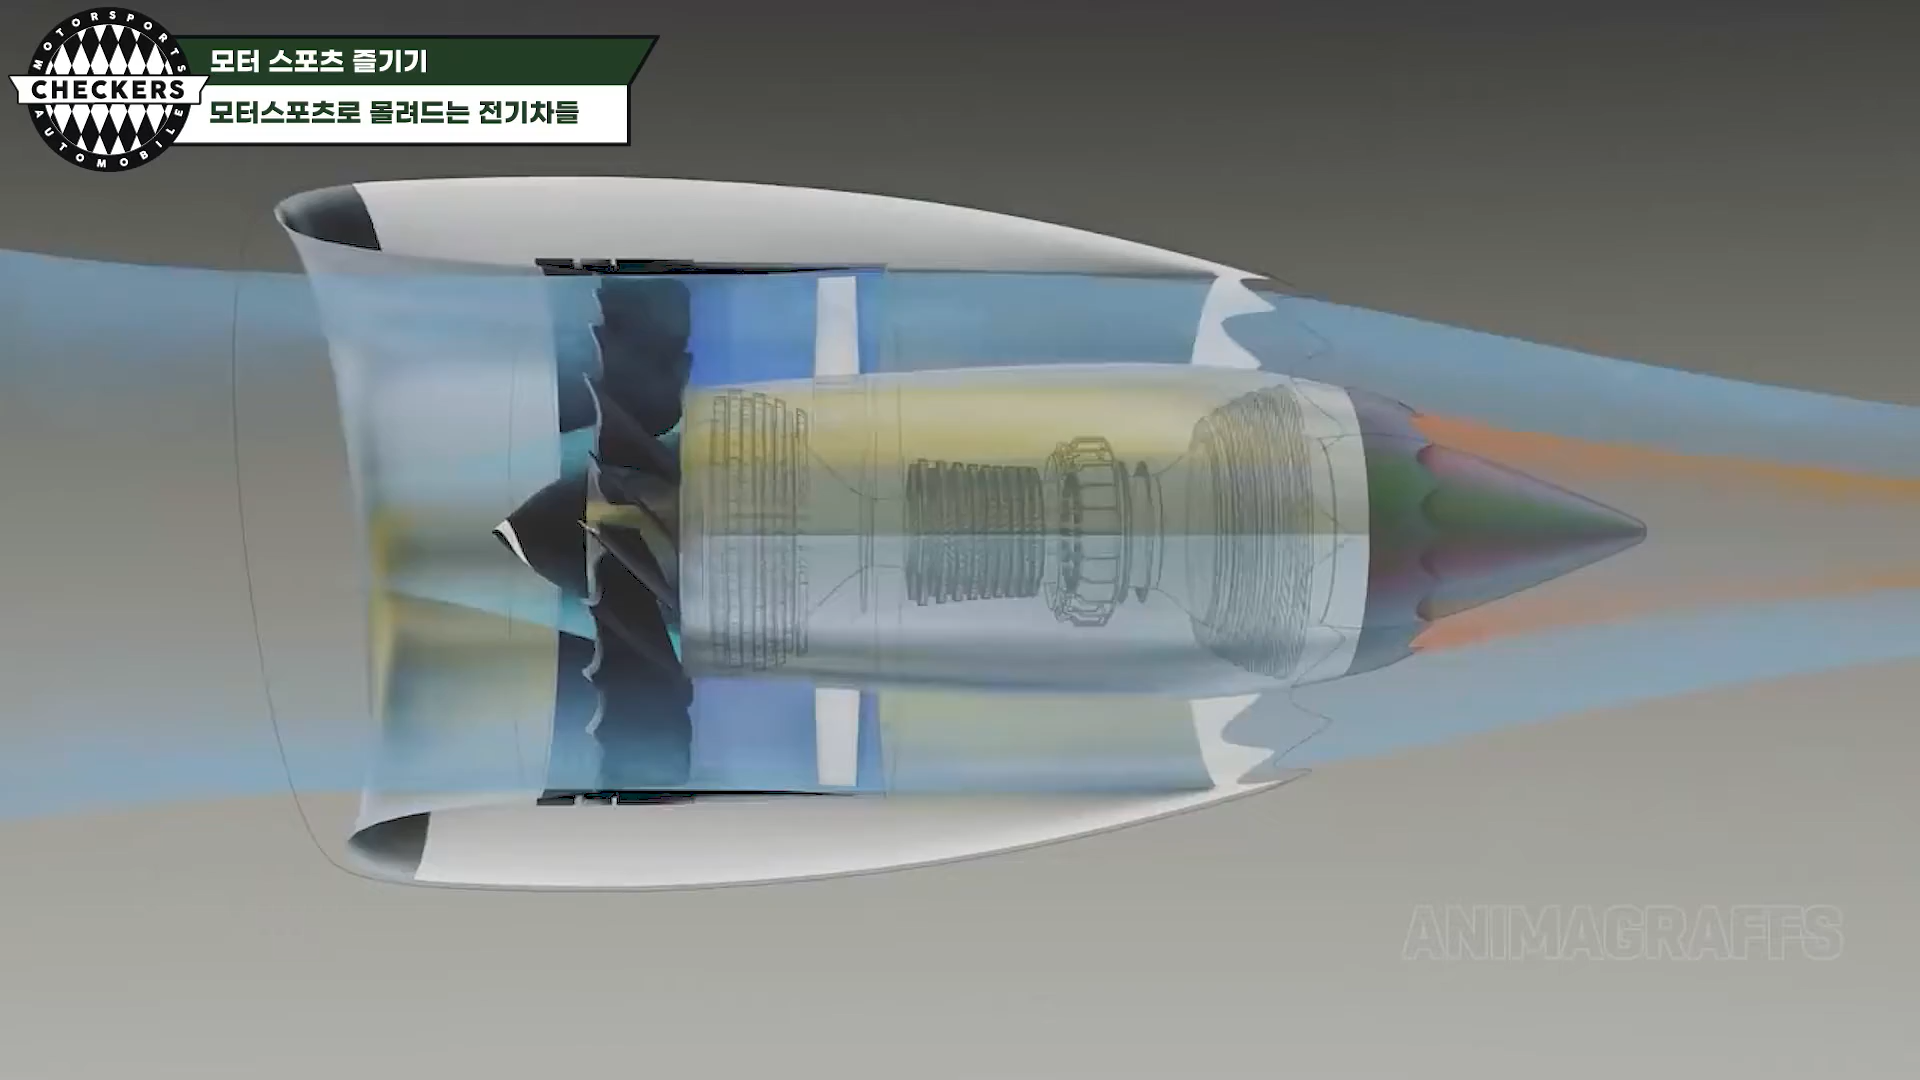 MOTORSPORTS
CHECKERS
AUTOMOBILE
모터 스포츠 즐기기
모터스포츠로 몰려드는 전기차들
ANIMAGRAFFS